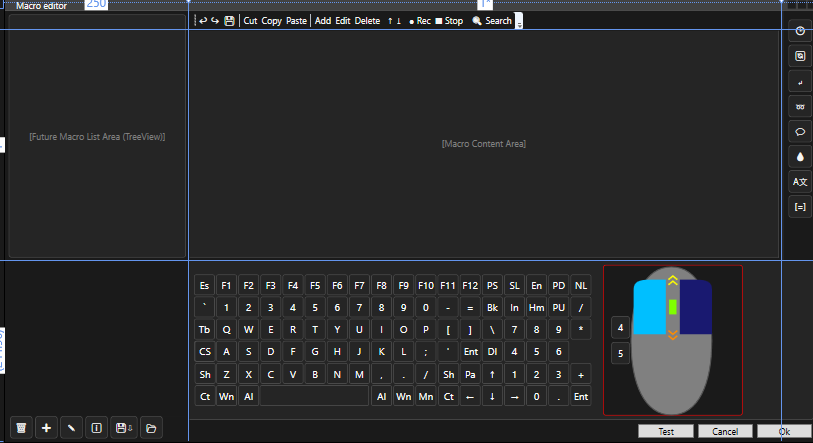 Macro editor
250
1*
Cut Copy Paste Add Edit Delete ↑ ↓ ● Rec ■ Stop Search
[Future Macro List Area (TreeView)]
[Macro Content Area]
A文
[=]
Es F1 F2 F3 F4 F5 F6 F7 F8 F9 F10 F11 F12 PS SL En PD NL
` 1 2 3 4 5 6 7 8 9 0 - = Bk In Hm PU /
Tb Q W E R T Y U I O P [ ] \ 7 8 9 *
CS A S D F G H J K L ; ' Ent Dl 4 5 6
Sh Z X C V B N M , . / Sh Pa ↑ 1 2 3 +
Ct Wn Al Al Wn Mn Ct ← ↓ → 0 . Ent
4
5
Test Cancel Ok